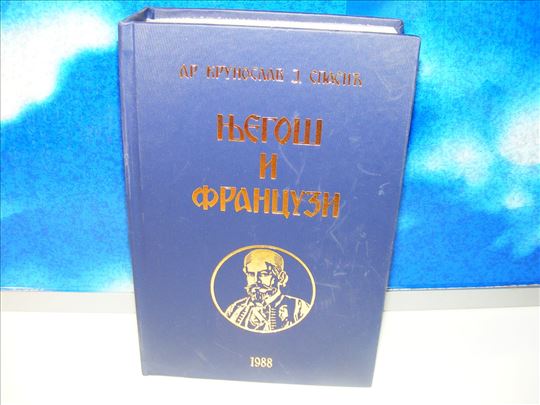 ДР КРУНОСЛАВ Ј. СПАСИЋ
ЊЕГОШ
И
ФРАНЦУЗИ
1988